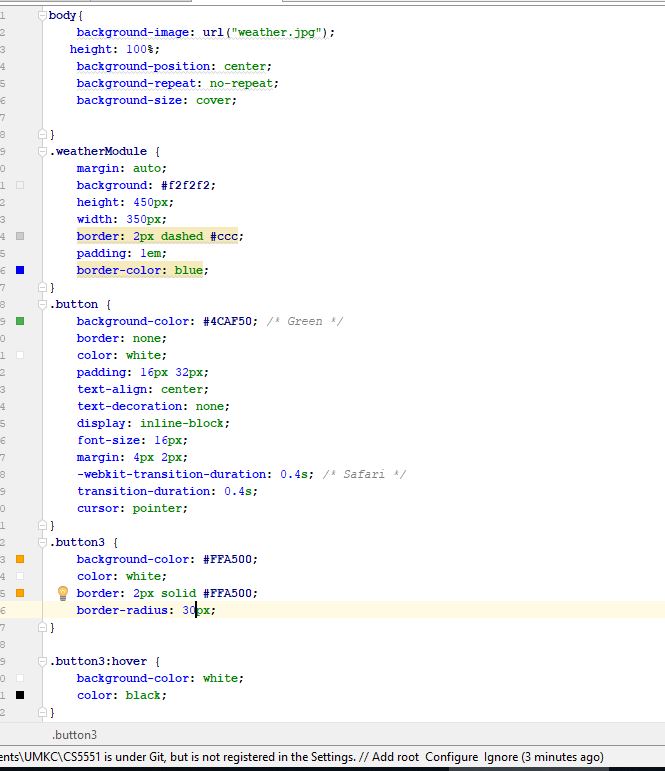 1 body{
2 background-image: url("weather.jpg");
3 height: 100%;
4 background-position: center;
5 background-repeat: no-repeat;
6 background-size: cover;
7
8 }
9 .weatherModule {
0 margin: auto;
1 background: #f2f2f2;
2 height: 450px;
3 width: 350px;
4 border: 2px dashed #ccc;
5 padding: 1em;
6 border-color: blue;
7 }
8 .button {
9 background-color: #4CAF50; /* Green */
0 border: none;
1 color: white;
2 padding: 16px 32px;
3 text-align: center;
4 text-decoration: none;
5 display: inline-block;
6 font-size: 16px;
7 margin: 4px 2px;
8 -webkit-transition-duration: 0.4s; /* Safari */
9 transition-duration: 0.4s;
0 cursor: pointer;
1 }
2 .button3 {
3 background-color: #FFA500;
4 color: white;
5 border: 2px solid #FFA500;
6 border-radius: 30px;
7 }
8
9 .button3:hover {
0 background-color: white;
1 color: black;
2 }
.button3
ents\UMKC\CS5551 is under Git, but is not registered in the Settings. // Add root Configure Ignore (3 minutes ago)